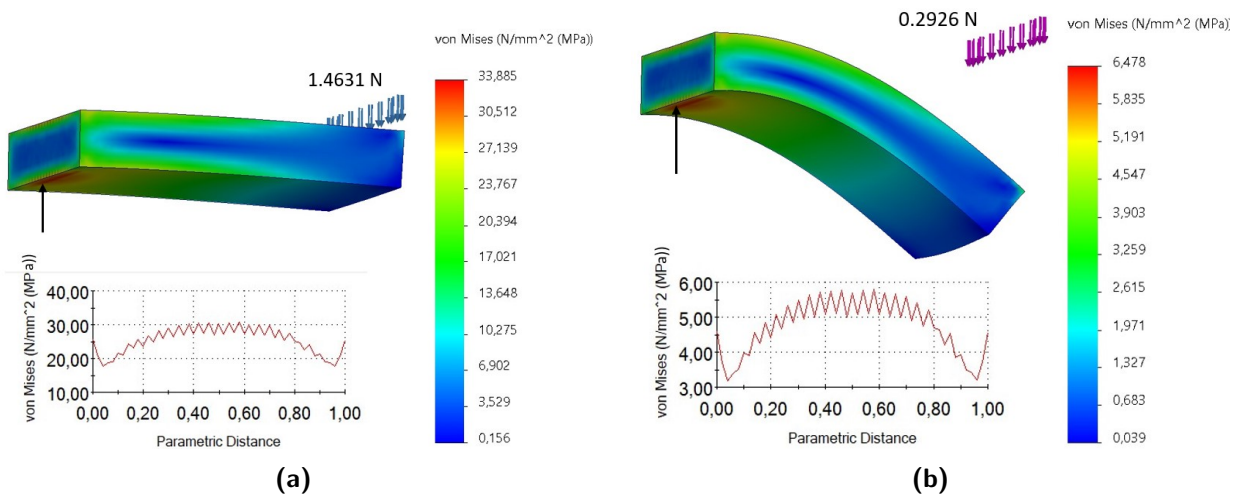 von Mises (N/mm^2 (MPa))
1.4631 N
33,885
30,512
27,139
23,767
20,394
17,021
13,648
10,275
6,902
3,529
0,156
von Mises (N/mm^2 (MPa))
40,00
30,00
20,00
10,00
0,00 0,20 0,40 0,60 0,80 1,00
Parametric Distance
(a)
0.2926 N
von Mises (N/mm^2 (MPa)
6,478
5,835
5,191
4,547
3,903
3,259
2,615
1,971
1,327
0,683
0,039
von Mises (N/mm^2 (MPa))
6,00
5,00
4,00
3,00
0,00 0,20 0,40 0,60 0,80 1,00
Parametric Distance
(b)